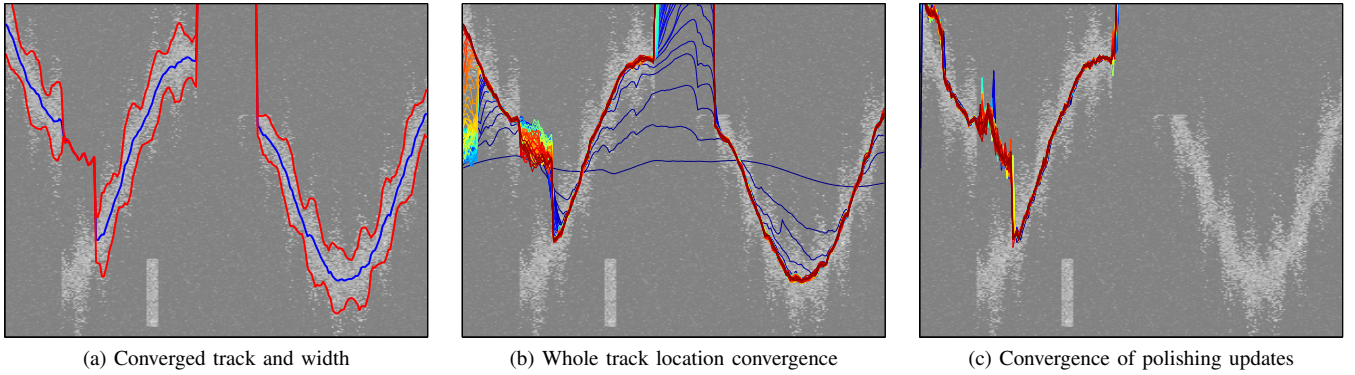 (a) Converged track and width
(b) Whole track location convergence
(c) Convergence of polishing updates